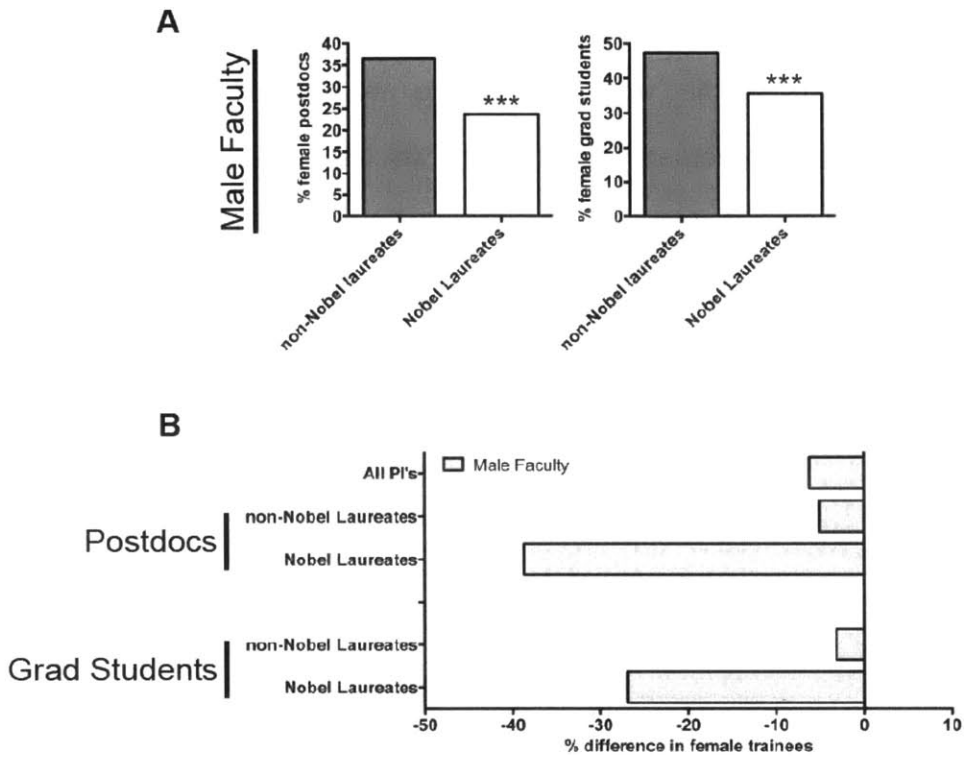 A
Male Faculty
% female postdocs
40
35
30
25
20
15
10
5
0
***
non-Nobel laureates
Nobel Laureates
% female grad students
50
40
30
20
10
0
***
non-Nobel laureates
Nobel Laureates
B
Male Faculty
All PI's
Postdocs
non-Nobel Laureates
Nobel Laureates
Grad Students
non-Nobel Laureates
Nobel Laureates
-50 -40 -30 -20 -10 0 10
% difference in female trainees